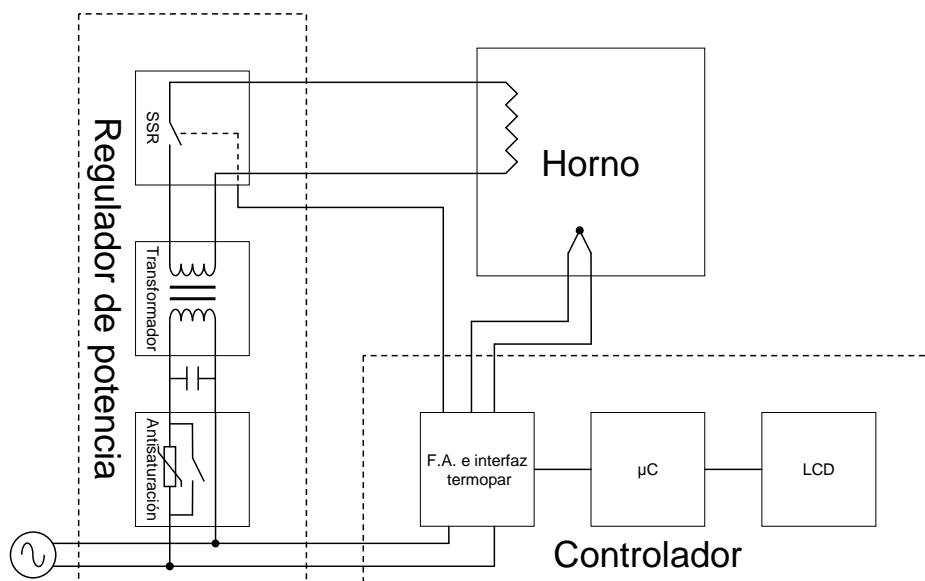 Regulador de potencia
SSR
Transformador
Antisaturación
Horno
F.A. e interfaz
termopar
µC
LCD
Controlador